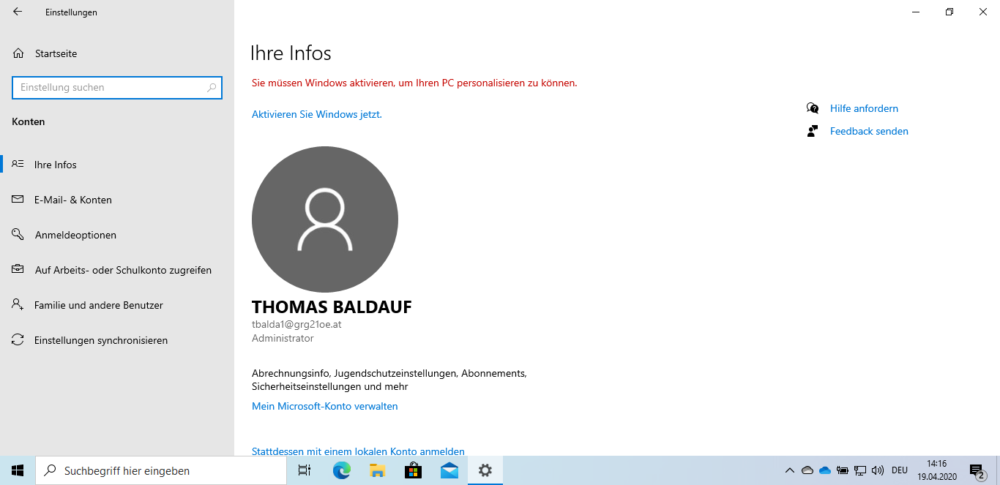 Einstellungen
Startseite
Einstellung suchen
Konten
Ihre Infos
E-Mail- & Konten
Anmeldeoptionen
Auf Arbeits- oder Schulkonto zugreifen
Familie und andere Benutzer
Einstellungen synchronisieren
Ihre Infos
Sie müssen Windows aktivieren, um Ihren PC personalisieren zu können.
Aktivieren Sie Windows jetzt.
THOMAS BALDAUF
tbalda1@grg21oe.at
Administrator
Abrechnungsinfo, Jugendschutzeinstellungen, Abonnements,
Sicherheitseinstellungen und mehr
Mein Microsoft-Konto verwalten
Stattdessen mit einem lokalen Konto anmelden
Hilfe anfordern
Feedback senden
Suchbegriff hier eingeben
DEU
14:16
19.04.2020
2